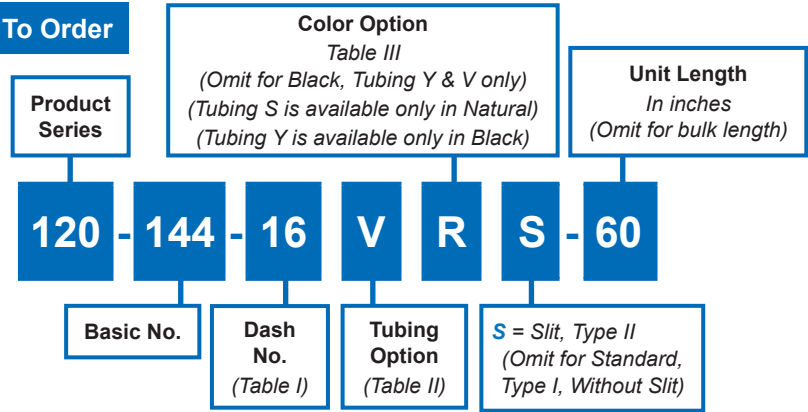 To Order
Color Option
Table III
(Omit for Black, Tubing Y & V only)
(Tubing S is available only in Natural)
(Tubing Y is available only in Black)
Unit Length
In inches
(Omit for bulk length)
Product
Series
120 - 144 - 16 V R S - 60
Basic No.
Dash
No.
(Table I)
Tubing
Option
(Table II)
S = Slit, Type II
(Omit for Standard,
Type I, Without Slit)